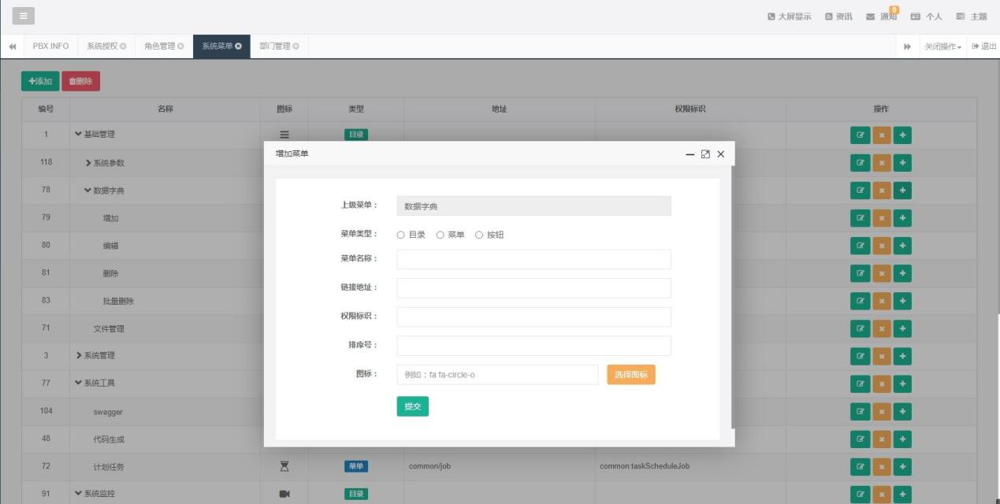 大屏显示 资讯 通知 0 个人 主题
PBX INFO 系统授权 角色管理 系统菜单 部门管理 关闭操作 退出
添加 删除
编号 名称 图标 类型 地址 权限标识 操作
1 基础管理 目录
118 系统参数
78 数据字典
79 增加
80 编辑
81 删除
83 批量删除
71 文件管理
3 系统管理
77 系统工具
104 swagger
48 代码生成
72 计划任务 菜单 common/job common:taskScheduleJob
91 系统监控 目录
增加菜单
上级菜单： 数据字典
菜单类型： 目录 菜单 按钮
菜单名称：
链接地址：
权限标识：
排序号：
图标： 例如：fa fa-circle-o 选择图标
提交